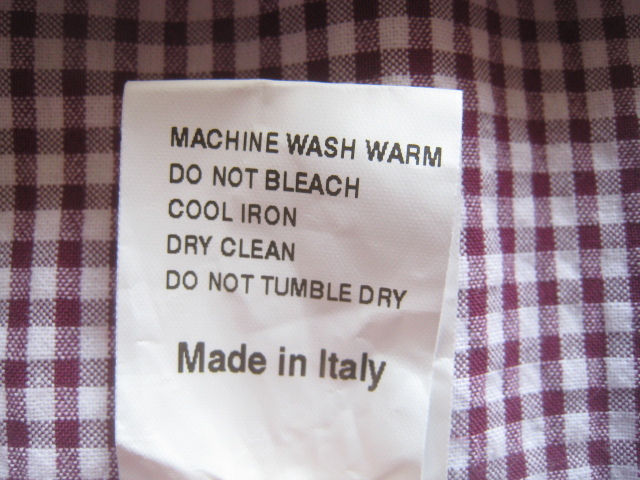 MACHINE WASH WARM
DO NOT BLEACH
COOL IRON
DRY CLEAN
DO NOT TUMBLE DRY
Made in Italy